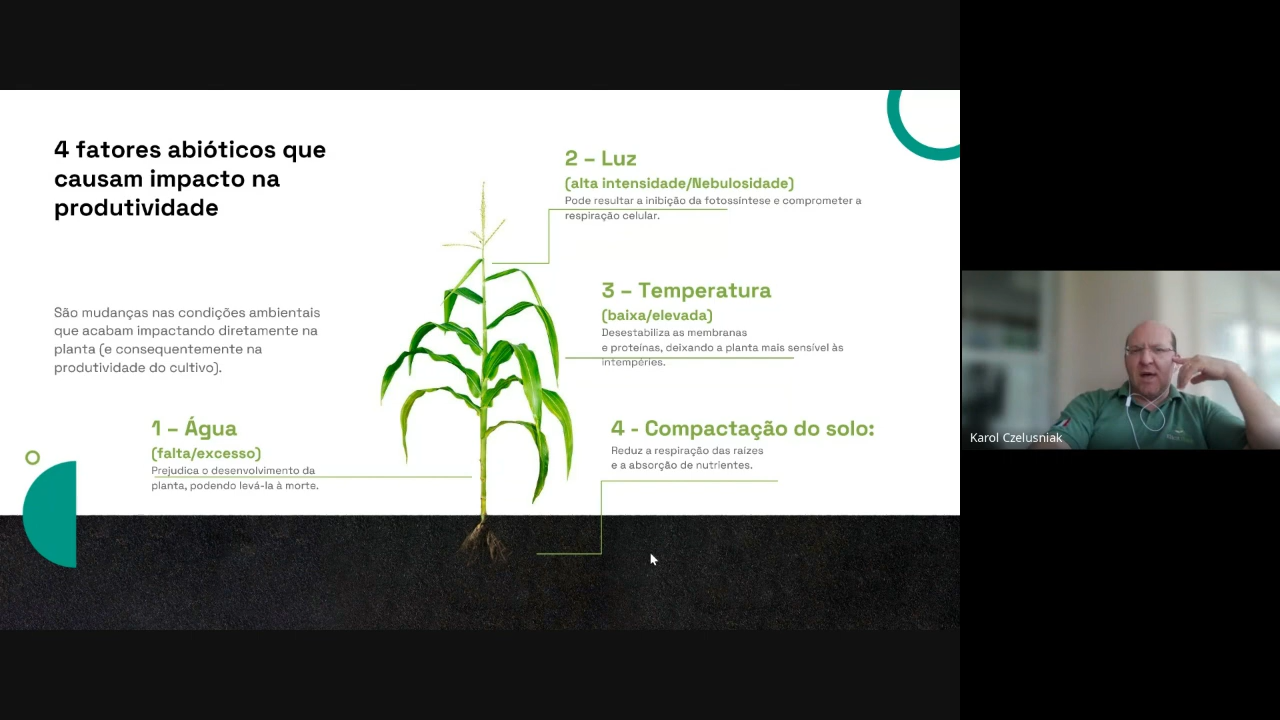 4 fatores abióticos que
causam impacto na
produtividade
São mudanças nas condições ambientais
que acabam impactando diretamente na
planta (e consequentemente na
produtividade do cultivo).
1 – Água
(falta/excesso)
Prejudica o desenvolvimento da
planta, podendo levá-la à morte.
2 – Luz
(alta intensidade/Nebulosidade)
Pode resultar a inibição da fotossíntese e comprometer a
respiração celular.
3 – Temperatura
(baixa/elevada)
Desestabiliza as membranas
e proteínas, deixando a planta mais sensível às
intempéries.
4 - Compactação do solo:
Reduz a respiração das raízes
e a absorção de nutrientes.
Karol Czelusniak